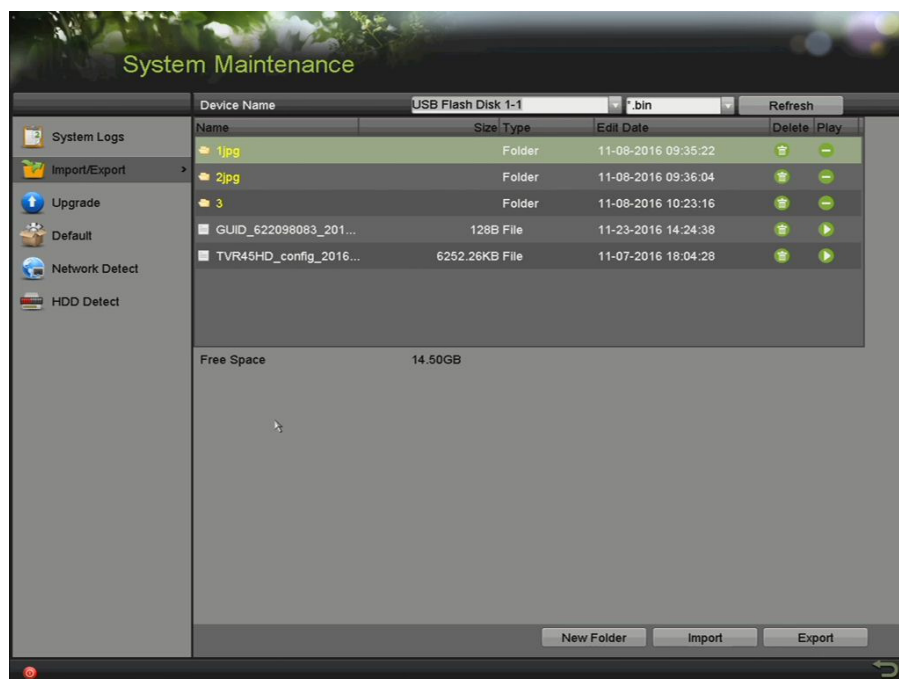 System Maintenance
Device Name USB Flash Disk 1-1 *.bin Refresh
System Logs
Import/Export >
Upgrade
Default
Network Detect
HDD Detect
Name Size Type Edit Date Delete Play
1jpg Folder 11-08-2016 09:35:22
2jpg Folder 11-08-2016 09:36:04
3 Folder 11-08-2016 10:23:16
GUID_622098083_201... 128B File 11-23-2016 14:24:38
TVR45HD_config_2016... 6252.26KB File 11-07-2016 18:04:28
Free Space 14.50GB
New Folder Import Export